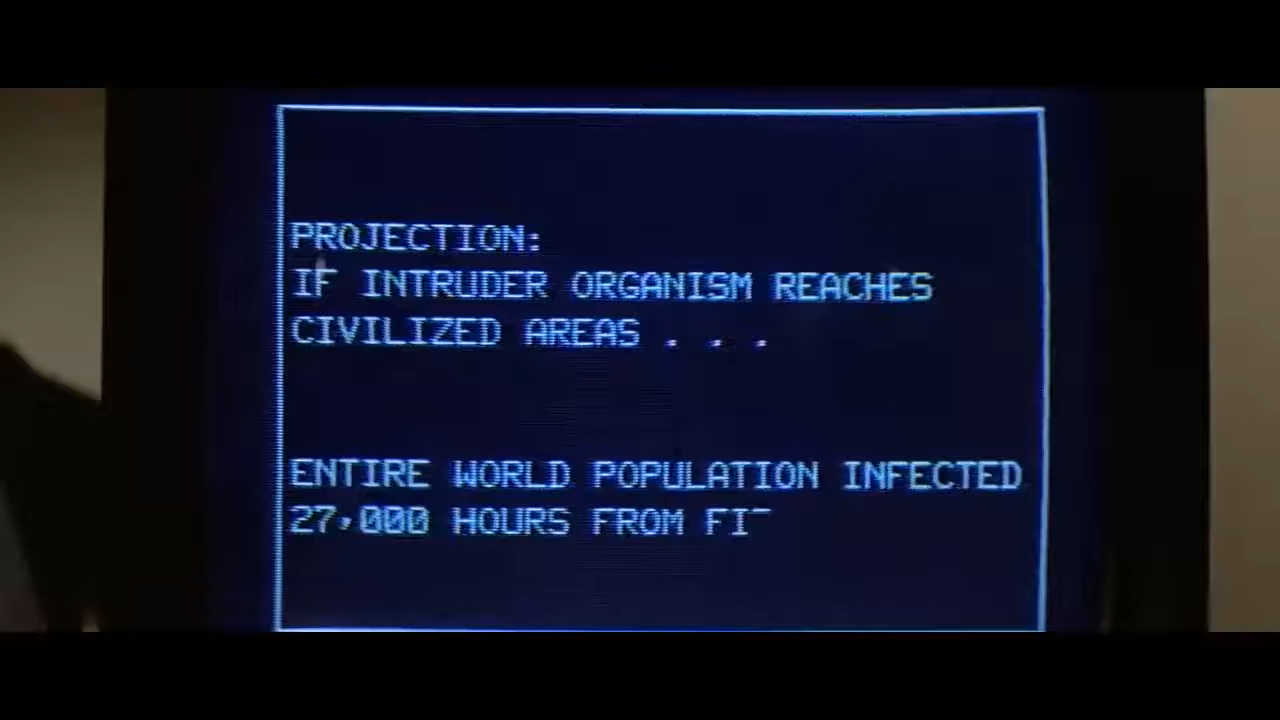 PROJECTION:
IF INTRUDER ORGANISM REACHES
CIVILIZED AREAS . . .
ENTIRE WORLD POPULATION INFECTED
27,000 HOURS FROM FI